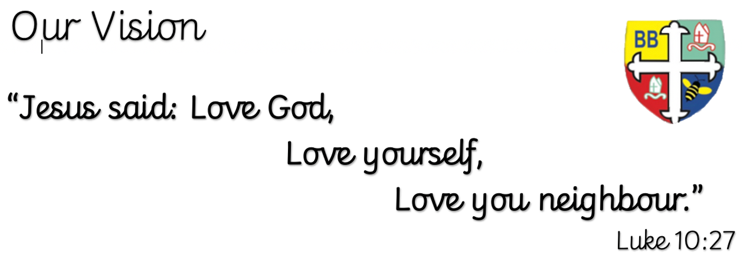 Our Vision
BB
“Jesus said: Love God,
Love yourself,
Love you neighbour.”
Luke 10:27